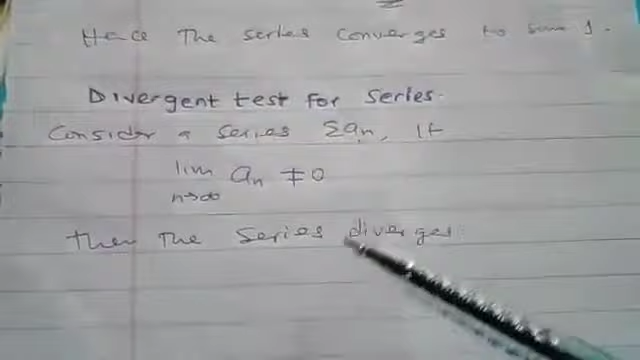 Hence The series converges to sum 1.
Divergent test for series.
Consider a series Σan, If
lim an ≠ 0
n→∞
then The series diverges.